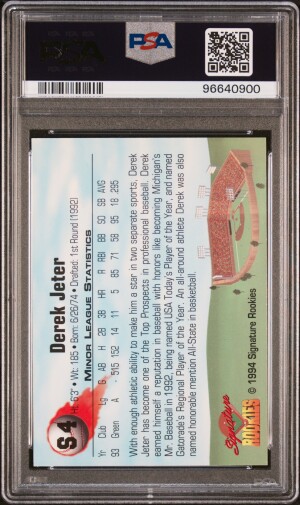 PSA
96640900
S 4
Derek Jeter
Ht: 6'3" • Wt: 185 • Born: 6/26/74 • Drafted: 1st Round (1992)
MINOR LEAGUE STATISTICS
Yr Club Lg G AB H 2B 3B HR R RBI BB SO SB AVG
93 Green A - 515 152 14 11 5 85 71 58 95 18 .295
With enough athletic ability to make him a star in two separate sports, Derek
Jeter has become one of the Top Prospects in professional baseball. Derek
earned himself a reputation in baseball with honors like becoming Michigan's
Mr. Baseball in 1992, being named USA Today's Player of the Year, and named
Gatorade's Regional Player of the Year. An all-around athlete Derek was also
named honorable mention All-State in basketball.
Signature
ROOKIES
© 1994 Signature Rookies